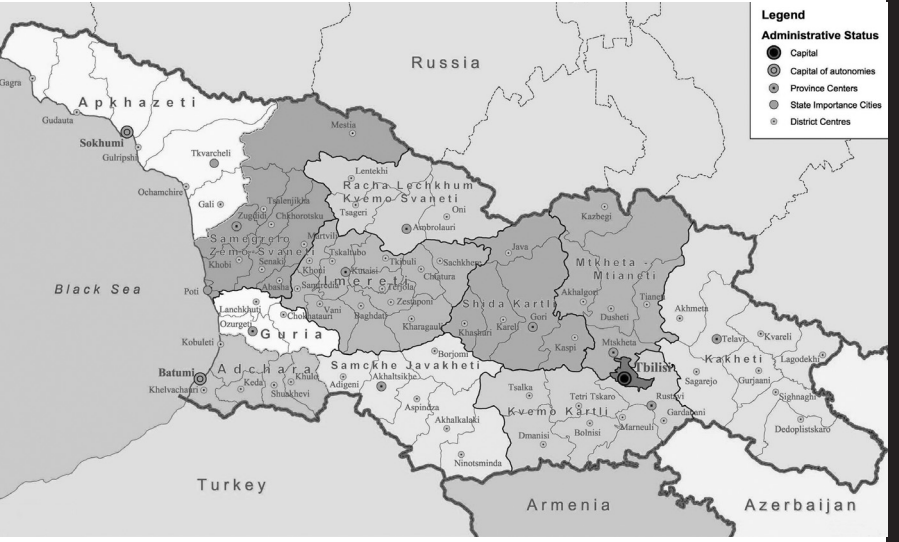 Legend
Administrative Status
Capital
Capital of autonomies
Province Centers
State Importance Cities
District Centres
Russia
Gagra
Apkhazeti
Gudauta
Sokhumi
Gulripshi
Tkvarcheli
Ochamchire
Gali
Mestia
Lentekhi
Racha Lechkhum
Kvemo Svaneti
Tsageri
Oni
Ambrolauri
Tsalenjikha
Zugdidi
Chkhorotsku
Samegrelo
Zemo Svaneti
Martvili
Khobi
Senaki
Abasha
Poti
Black Sea
Khoni
Tskaltubo
Kutaisi
Tkibuli
Sachkhere
Chiatura
Imereti
Samtredia
Terjola
Vani
Zestaponi
Baghdati
Kharagauli
Lanchkhuti
Ozurgeti
Chokhatauri
Guria
Kobuleti
Adchara
Batumi
Khelvachauri
Keda
Shuakhevi
Khulo
Java
Shida Kartli
Khashuri
Kareli
Gori
Kaspi
Kazbegi
Mtkheta -
Mtianeti
Akhalgori
Tianeti
Dusheti
Mtskheta
Tbilisi
Akhmeta
Telavi
Kvareli
Kakheti
Lagodekhi
Sagarejo
Gurjaani
Sighnaghi
Dedoplistskaro
Samckhe Javakheti
Borjomi
Adigeni
Akhaltsikhe
Aspindza
Akhalkalaki
Ninotsminda
Tsalka
Tetri Tskaro
Rustavi
Kvemo Kartli
Gardabani
Marneuli
Bolnisi
Dmanisi
Turkey
Armenia
Azerbaijan